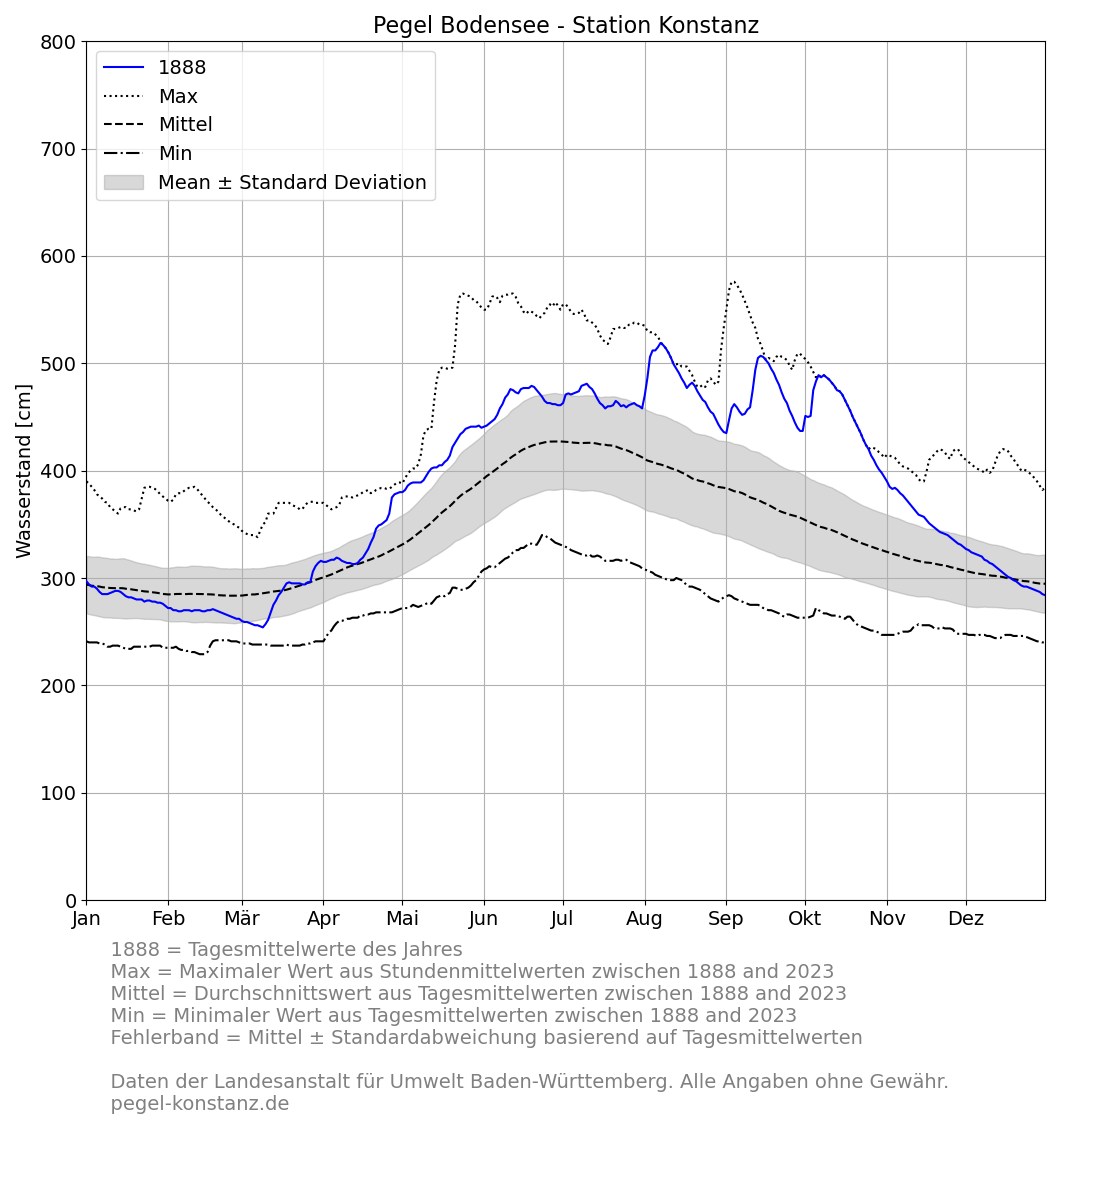 Pegel Bodensee - Station Konstanz
800
700
600
500
400
300
200
100
0
Wasserstand [cm]
1888
Max
Mittel
Min
Mean ± Standard Deviation
Jan Feb Mär Apr Mai Jun Jul Aug Sep Okt Nov Dez
1888 = Tagesmittelwerte des Jahres
Max = Maximaler Wert aus Stundenmittelwerten zwischen 1888 and 2023
Mittel = Durchschnittswert aus Tagesmittelwerten zwischen 1888 and 2023
Min = Minimaler Wert aus Tagesmittelwerten zwischen 1888 and 2023
Fehlerband = Mittel ± Standardabweichung basierend auf Tagesmittelwerten
Daten der Landesanstalt für Umwelt Baden-Württemberg. Alle Angaben ohne Gewähr.
pegel-konstanz.de